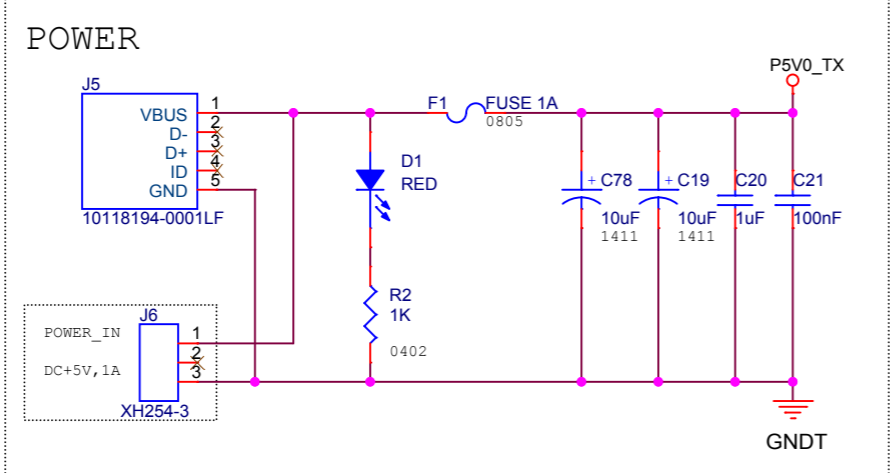 POWER
P5V0_TX
J5
VBUS 1
D- 2
D+ 3
ID 4
GND 5
10118194-0001LF
F1 FUSE 1A
0805
D1
RED
+ C78
10uF
1411
+ C19
10uF
1411
C20
1uF
C21
100nF
R2
1K
0402
J6
POWER_IN
DC+5V,1A
1
2
3
XH254-3
GNDT